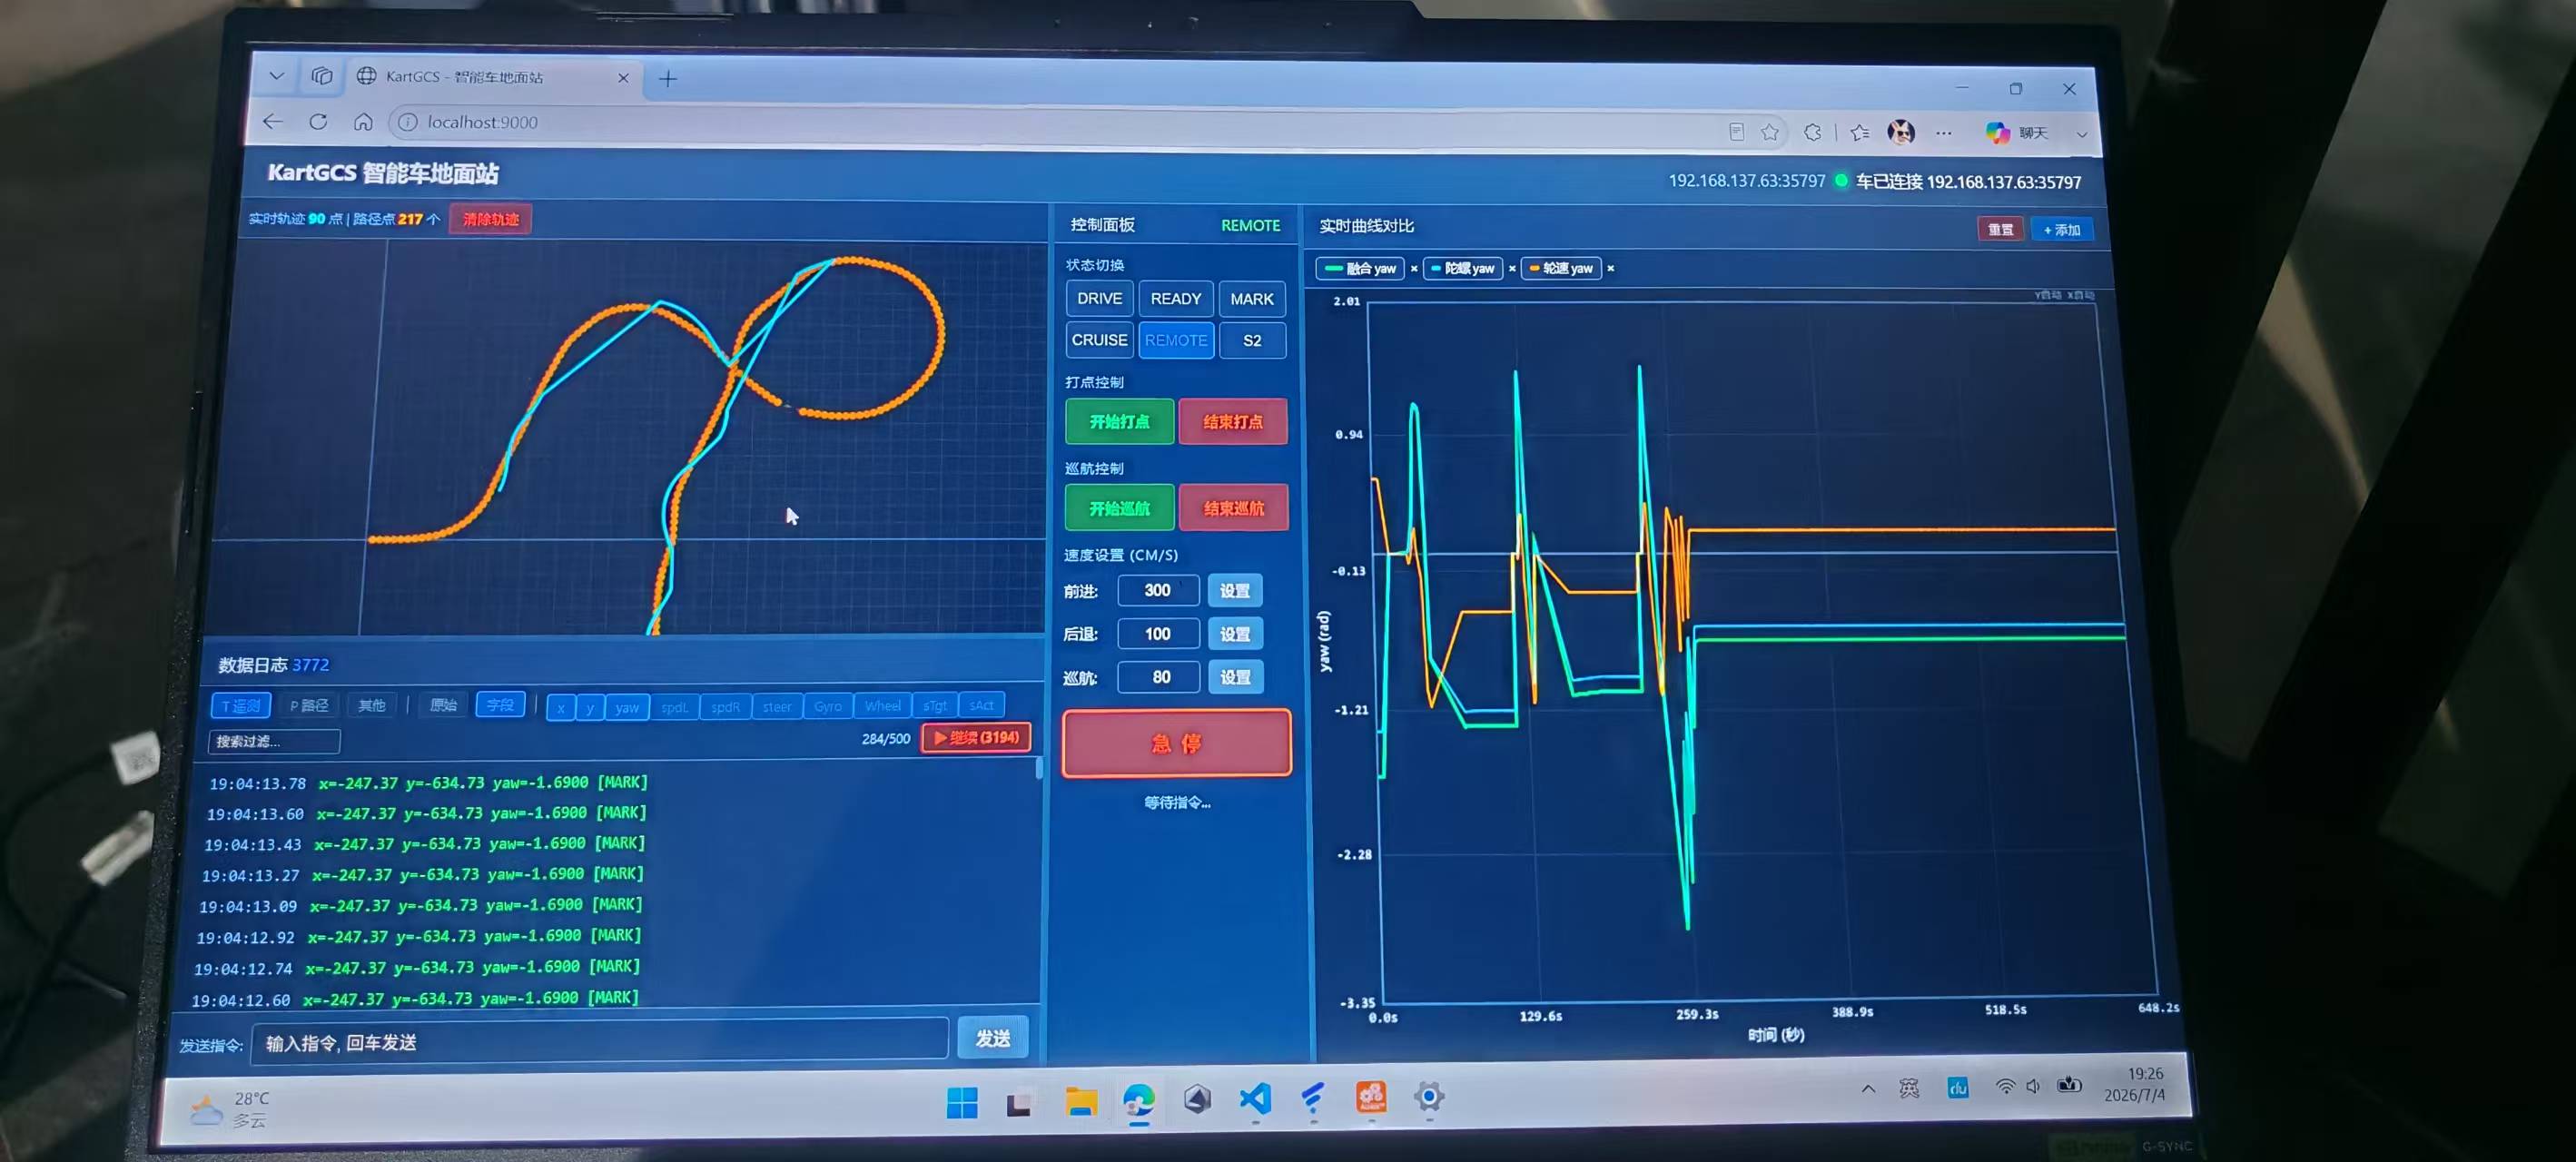 KartGCS - 智能车地面站
localhost:9000
聊天
KartGCS 智能车地面站
192.168.137.63:35797 车已连接 192.168.137.63:35797
实时轨迹 90 点 | 路径点 217 个 清除轨迹
控制面板 REMOTE
状态切换
DRIVE READY MARK
CRUISE REMOTE S2
打点控制
开始打点 结束打点
巡航控制
开始巡航 结束巡航
速度设置 (CM/S)
前进: 300 设置
后退: 100 设置
巡航: 80 设置
急 停
等待指令...
实时曲线对比 重置 + 添加
融合 yaw × 陀螺 yaw × 轮速 yaw ×
Y自动 X自动
2.01
0.94
-0.13
-1.21
-2.28
-3.35
yaw (rad)
0.0s 129.6s 259.3s 388.9s 518.5s 648.2s
时间 (秒)
数据日志 3772
T 遥测 P 路径 其他 | 原始 字段 | x y yaw spdL spdR steer Gyro Wheel sTgt sAct
搜索过滤... 284/500 ▶继续 (3194)
19:04:13.78 x=-247.37 y=-634.73 yaw=-1.6900 [MARK]
19:04:13.60 x=-247.37 y=-634.73 yaw=-1.6900 [MARK]
19:04:13.43 x=-247.37 y=-634.73 yaw=-1.6900 [MARK]
19:04:13.27 x=-247.37 y=-634.73 yaw=-1.6900 [MARK]
19:04:13.09 x=-247.37 y=-634.73 yaw=-1.6900 [MARK]
19:04:12.92 x=-247.37 y=-634.73 yaw=-1.6900 [MARK]
19:04:12.74 x=-247.37 y=-634.73 yaw=-1.6900 [MARK]
19:04:12.60 x=-247.37 y=-634.73 yaw=-1.6900 [MARK]
发送指令: 输入指令, 回车发送 发送
28°C
多云
英
19:26
2026/7/4
G-SYNC